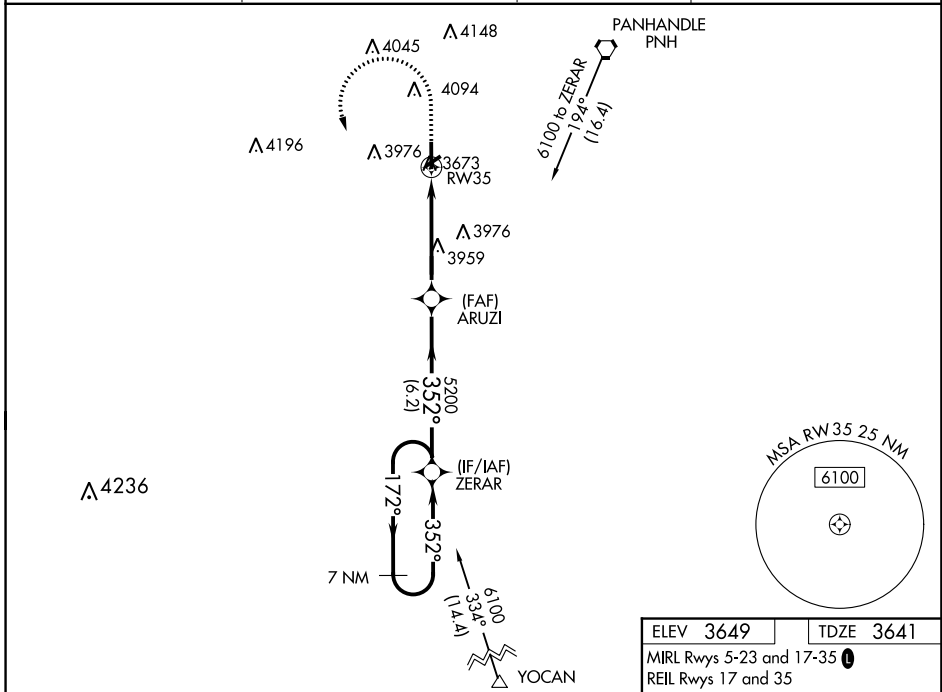 PANHANDLE
PNH
4148
4045
4094
6100 to ZERAR
194°
(16.4)
4196
3976
3673
RW35
3976
3959
(FAF)
ARUZI
5200
352°
(6.2)
(IF/IAF)
ZERAR
4236
172°
352°
7 NM
6100
334°
(14.4)
YOCAN
MSA RW35 25 NM
6100
ELEV 3649 TDZE 3641
MIRL Rwys 5-23 and 17-35 L
REIL Rwys 17 and 35